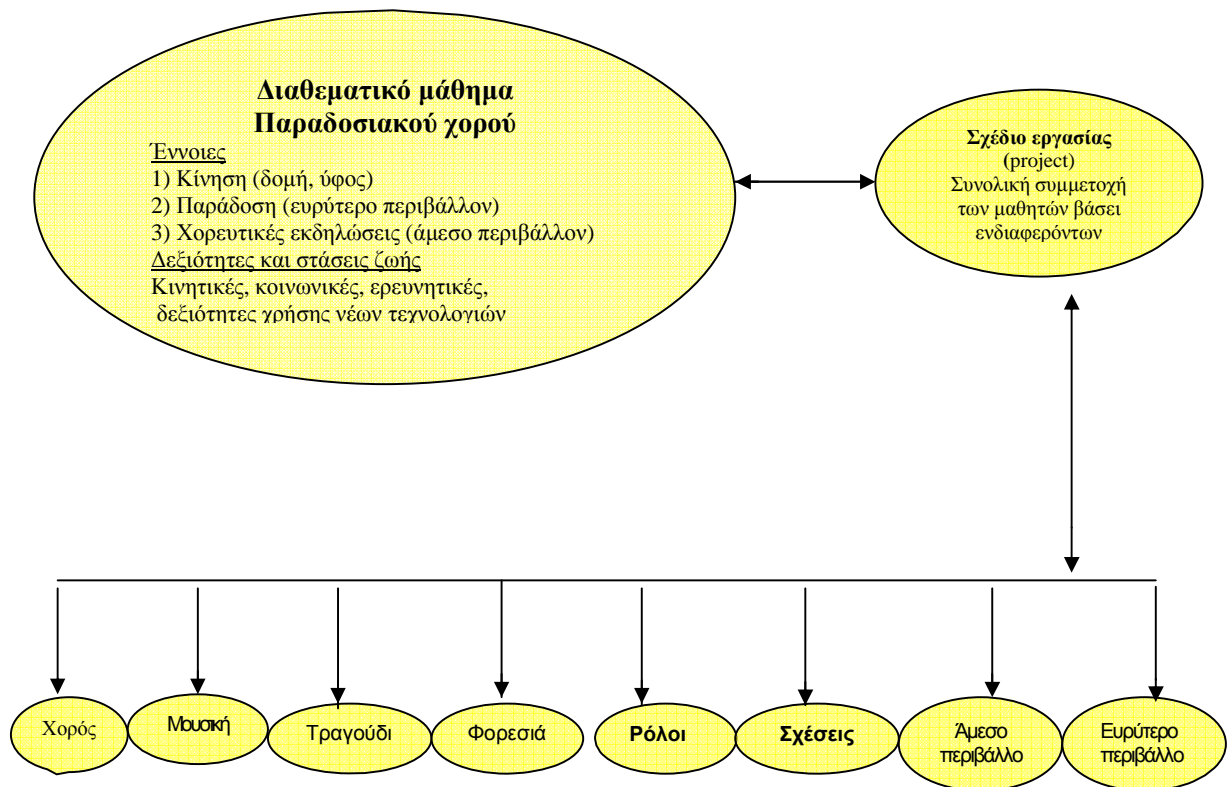 Διαθεματικό μάθημα
Παραδοσιακού χορού
Έννοιες
1) Κίνηση (δομή, ύφος)
2) Παράδοση (ευρύτερο περιβάλλον)
3) Χορευτικές εκδηλώσεις (άμεσο περιβάλλον)
Δεξιότητες και στάσεις ζωής
Κινητικές, κοινωνικές, ερευνητικές,
δεξιότητες χρήσης νέων τεχνολογιών
Σχέδιο εργασίας
(project)
Συνολική συμμετοχή
των μαθητών βάσει
ενδιαφερόντων
Χορός
Μουσική
Τραγούδι
Φορεσιά
Ρόλοι
Σχέσεις
Άμεσο
περιβάλλο
Ευρύτερο
περιβάλλο